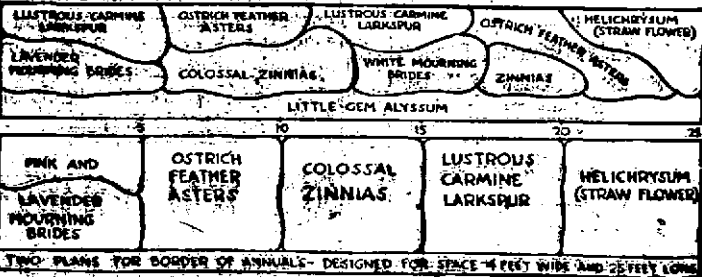 LUSTROUS CARMINE
LARKSPUR
OSTRICH FEATHER
ASTERS
LUSTROUS CARMINE
LARKSPUR
OSTRICH FEATHER ASTERS
HELICHRYSUM
(STRAW FLOWER)
LAVENDER
MOURNING
BRIDES
COLOSSAL ZINNIAS
WHITE MOURNING
BRIDES
ZINNIAS
LITTLE GEM ALYSSUM
5 10 15 20 25
PINK AND
LAVENDER
MOURNING
BRIDES
OSTRICH
FEATHER
ASTERS
COLOSSAL
ZINNIAS
LUSTROUS
CARMINE
LARKSPUR
HELICHRYSUM
(STRAW FLOWER)
TWO PLANS FOR BORDER OF ANNUALS - DESIGNED FOR SPACE 4 FEET WIDE AND 25 FEET LONG